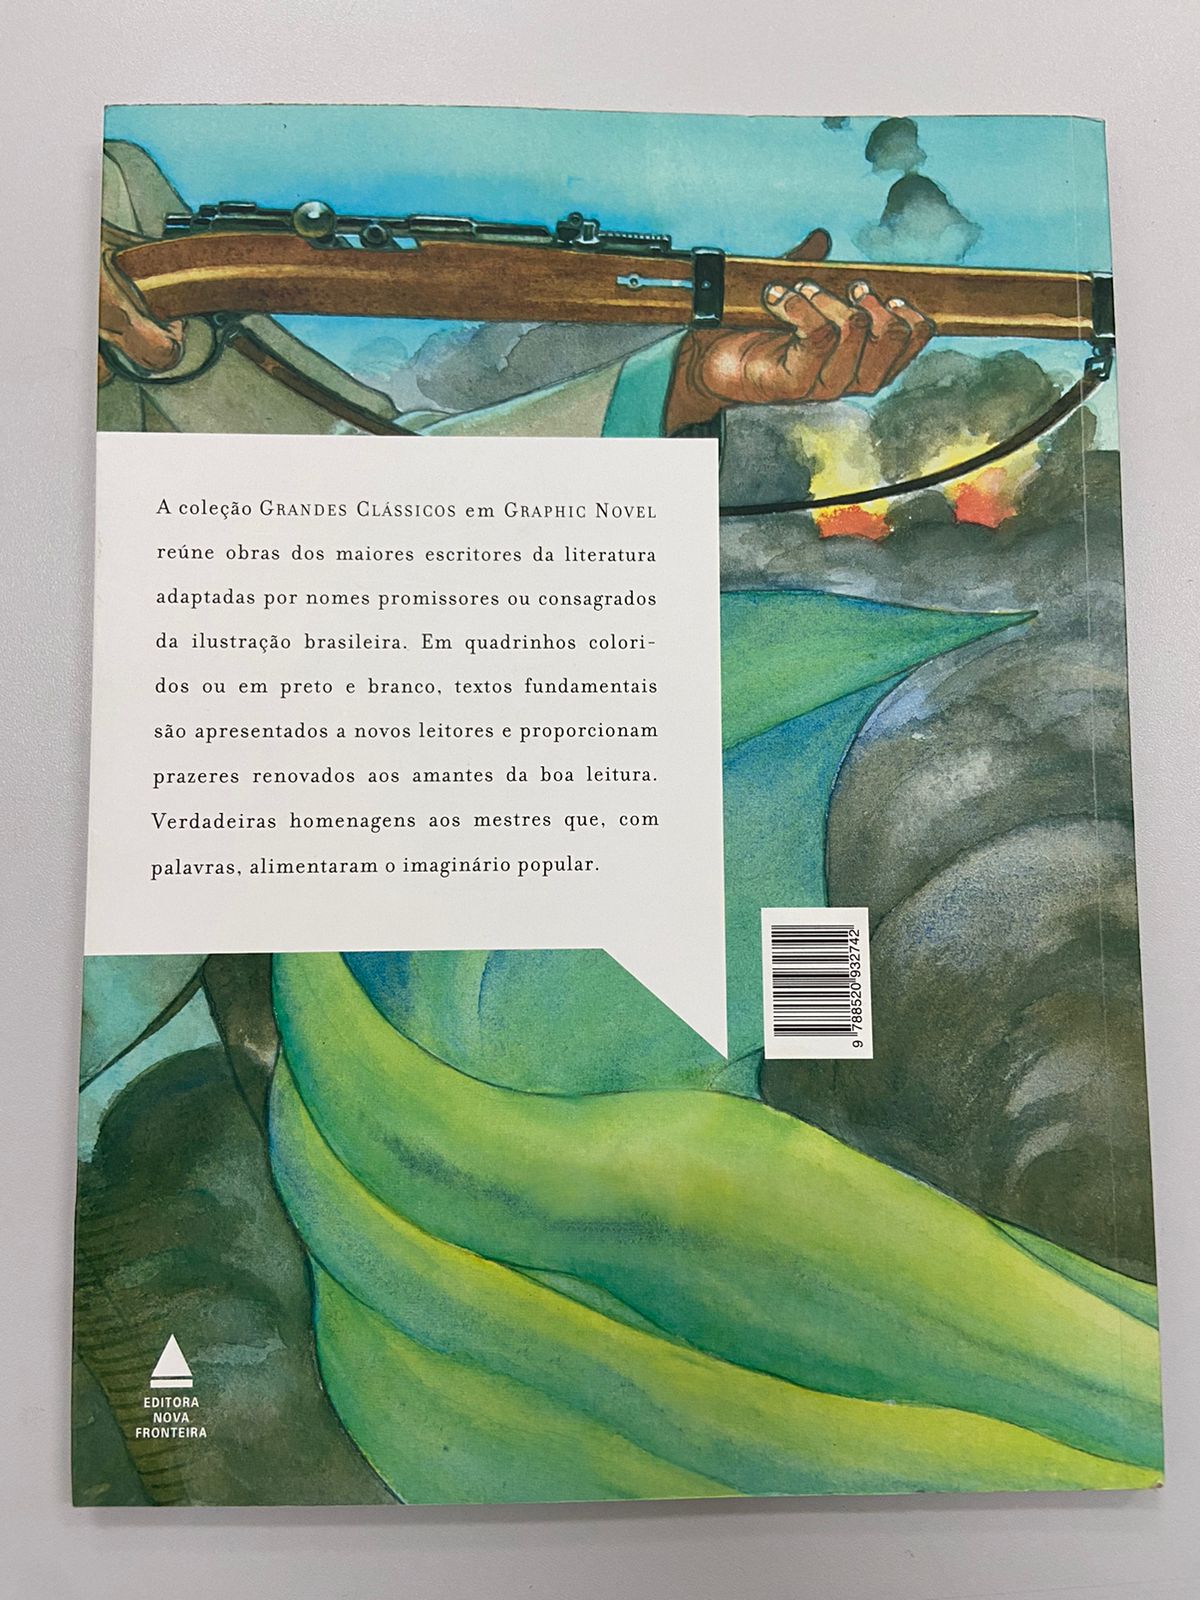 A coleção GRANDES CLÁSSICOS em GRAPHIC NOVEL
reúne obras dos maiores escritores da literatura
adaptadas por nomes promissores ou consagrados
da ilustração brasileira. Em quadrinhos colori-
dos ou em preto e branco, textos fundamentais
são apresentados a novos leitores e proporcionam
prazeres renovados aos amantes da boa leitura.
Verdadeiras homenagens aos mestres que, com
palavras, alimentaram o imaginário popular.
9 788520 932742
EDITORA
NOVA
FRONTEIRA